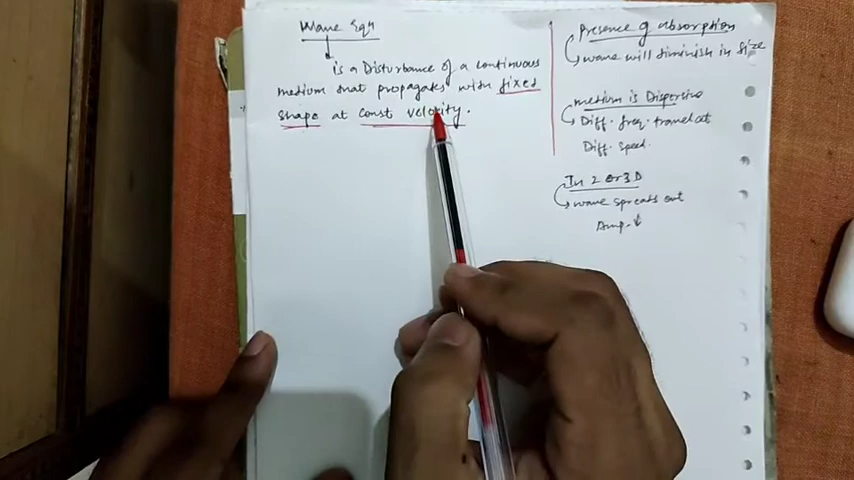 Wave Eqn
is a Disturbance of a continuous
medium that propagates with fixed
shape at const velocity.
Presence of absorption
wave will diminish in size
medium is Dispersive
Diff. freq. travel at
Diff. speed.
In 2 or 3D
wave spreads out
Amp. ↓